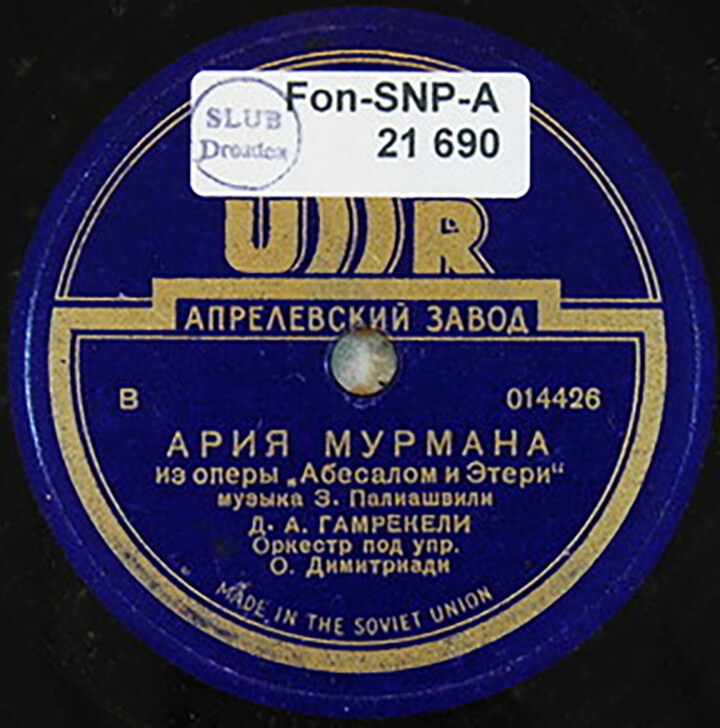 Fon-SNP-A
SLUB
Dresden
21 690
USSR
АПРЕЛЕВСКИЙ ЗАВОД
В 014426
АРИЯ МУРМАНА
из оперы „Абесалом и Этери“
музыка З. Палиашвили
Д. А. ГАМРЕКЕЛИ
Оркестр под упр.
О. Димитриади
MADE IN THE SOVIET UNION